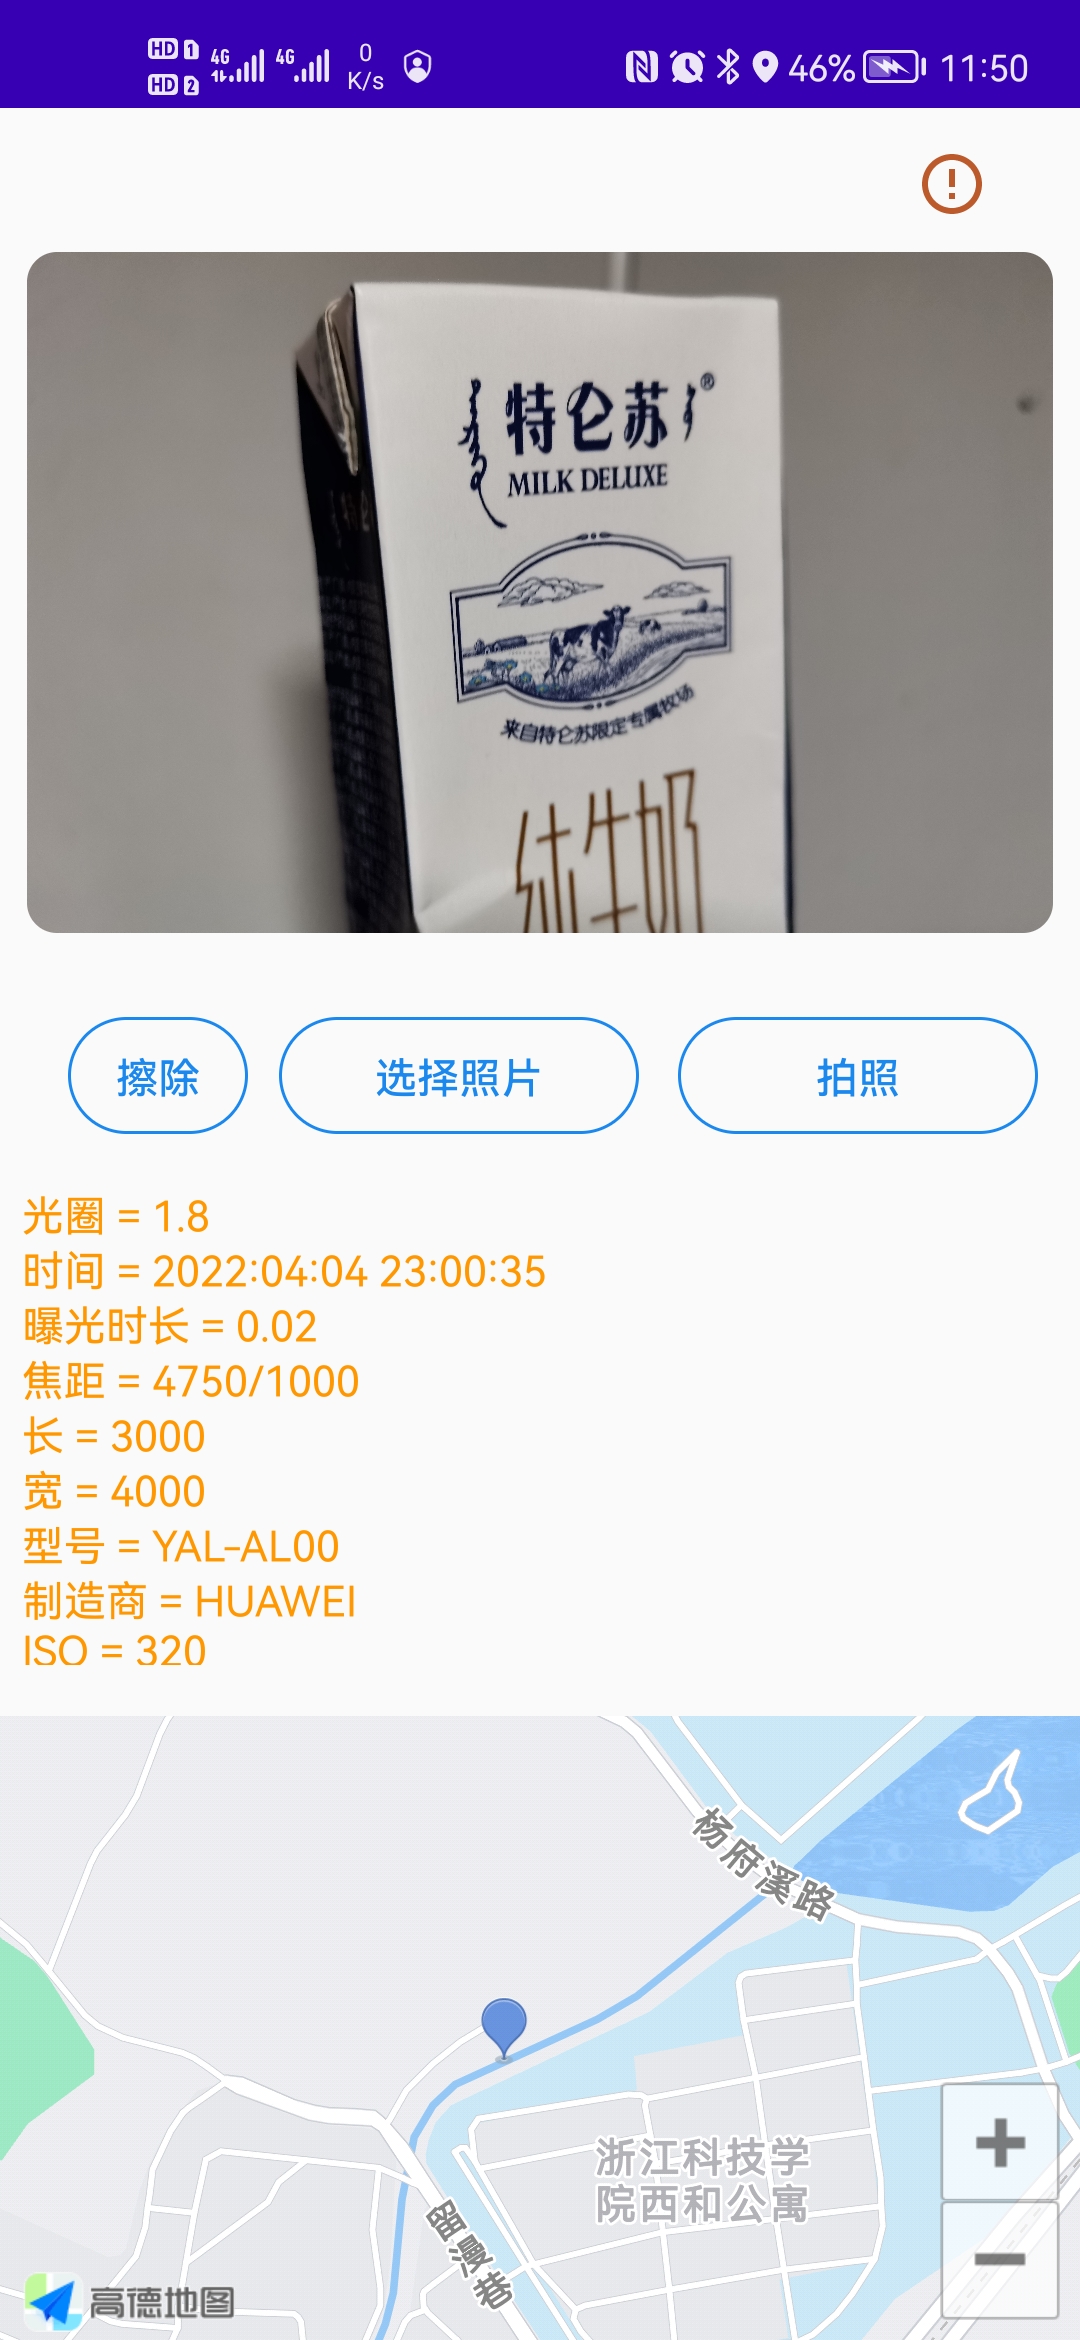 HD 1 4G 4G 0 46% 11:50
HD 2 K/s
特仑苏®
MILK DELUXE
来自特仑苏限定专属牧场
纯牛奶
擦除 选择照片 拍照
光圈 = 1.8
时间 = 2022:04:04 23:00:35
曝光时长 = 0.02
焦距 = 4750/1000
长 = 3000
宽 = 4000
型号 = YAL-AL00
制造商 = HUAWEI
ISO = 320
杨府溪路
浙江科技学
院西和公寓
留漫巷
高德地图